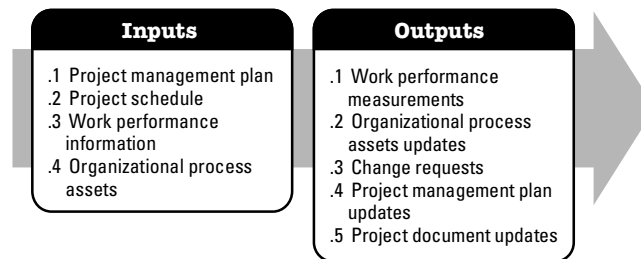 Inputs
.1 Project management plan
.2 Project schedule
.3 Work performance
information
.4 Organizational process
assets
Outputs
.1 Work performance
measurements
.2 Organizational process
assets updates
.3 Change requests
.4 Project management plan
updates
.5 Project document updates